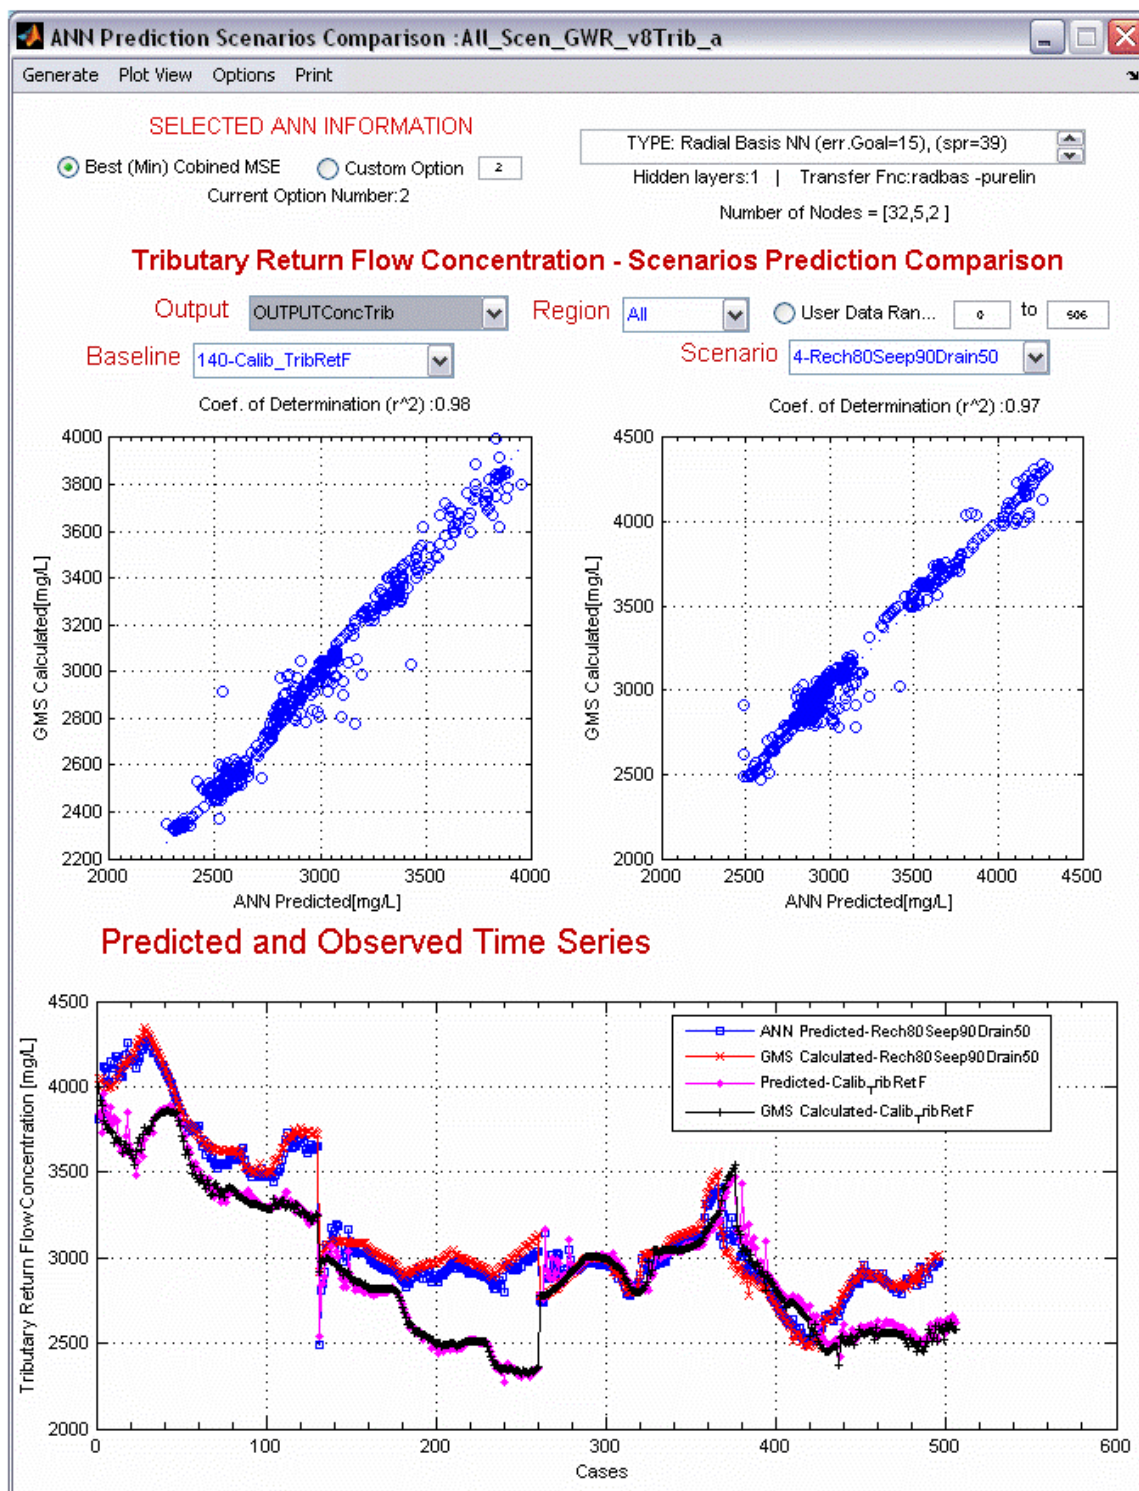 ANN Prediction Scenarios Comparison :All_Scen_GWR_v8Trib_a
Generate Plot View Options Print
SELECTED ANN INFORMATION
TYPE: Radial Basis NN (err.Goal=15), (spr=39)
Best (Min) Cobined MSE Custom Option 2
Hidden layers:1 | Transfer Fnc:radbas -purelin
Current Option Number:2
Number of Nodes = [32,5,2 ]
Tributary Return Flow Concentration - Scenarios Prediction Comparison
Output OUTPUTConcTrib Region All User Data Ran... 0 to 506
Baseline 140-Calib_TribRetF Scenario 4-Rech80Seep90Drain50
Coef. of Determination (r^2) :0.98
Coef. of Determination (r^2) :0.97
GMS Calculated[mg/L]
4000
3800
3600
3400
3200
3000
2800
2600
2400
2200
2000 2500 3000 3500 4000
ANN Predicted[mg/L]
GMS Calculated[mg/L]
4500
4000
3500
3000
2500
2000
2000 2500 3000 3500 4000 4500
ANN Predicted[mg/L]
Predicted and Observed Time Series
Tributary Return Flow Concentration [mg/L]
4500
4000
3500
3000
2500
2000
ANN Predicted-Rech80Seep90Drain50
GMS Calculated-Rech80Seep90Drain50
Predicted-Calib_TribRetF
GMS Calculated-Calib_TribRetF
0 100 200 300 400 500 600
Cases